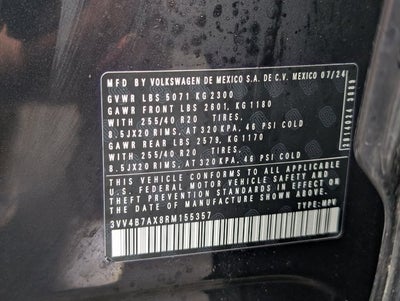 MFD. BY VOLKSWAGEN DE MEXICO S.A. DE C.V. MEXICO 07/24
GVWR LBS 5071 KG 2300
GAWR FRONT LBS 2601, KG 1180
WITH 255/40 R20 TIRES,
8.5JX20 RIMS, AT 320 KPA, 46 PSI COLD
GAWR REAR LBS 2579, KG 1170
WITH 255/40 R20 TIRES,
8.5JX20 RIMS, AT 320 KPA, 46 PSI COLD
THIS VEHICLE CONFORMS TO ALL APPLICABLE
U.S. FEDERAL MOTOR VEHICLE SAFETY AND
THEFT PREVENTION STANDARDS IN EFFECT ON
THE DATE OF MANUFACTURE SHOWN ABOVE.
3VV4B7AX8RM155357 TYPE: MPV